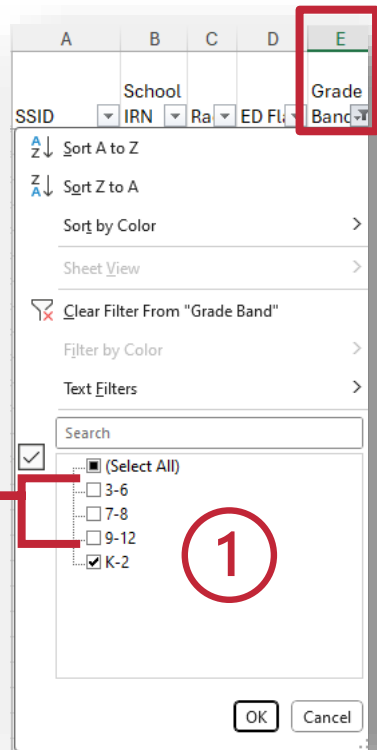 A B C D E
School Grade
SSID IRN Ra ED Fl Band
Sort A to Z
Sort Z to A
Sort by Color
Sheet View
Clear Filter From "Grade Band"
Filter by Color
Text Filters
Search
(Select All)
3-6
7-8
9-12
K-2
1
OK Cancel